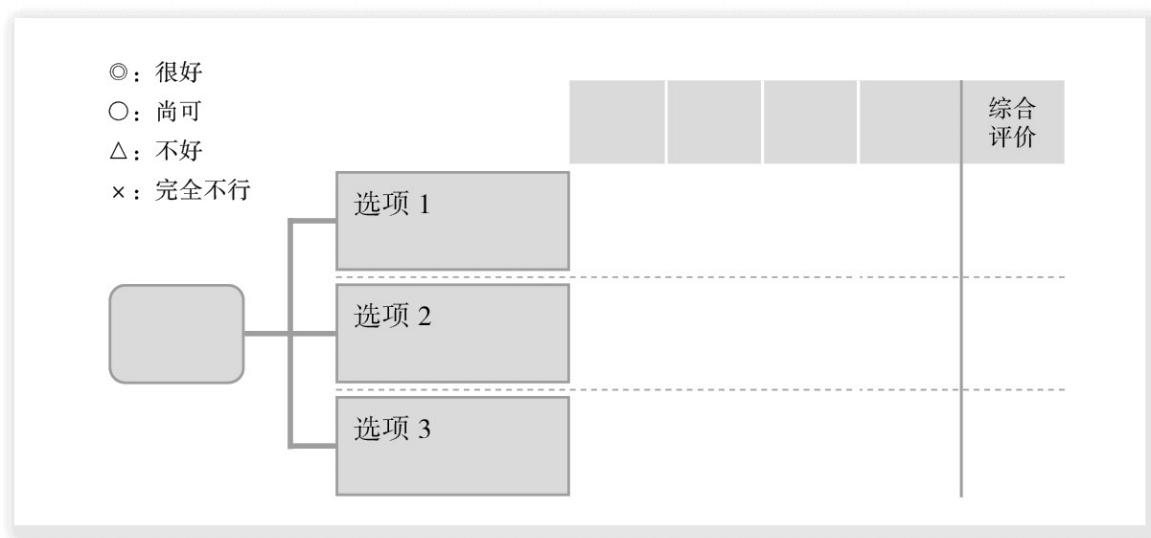 ◎：很好
○：尚可
△：不好
×：完全不行
综合
评价
选项 1
选项 2
选项 3